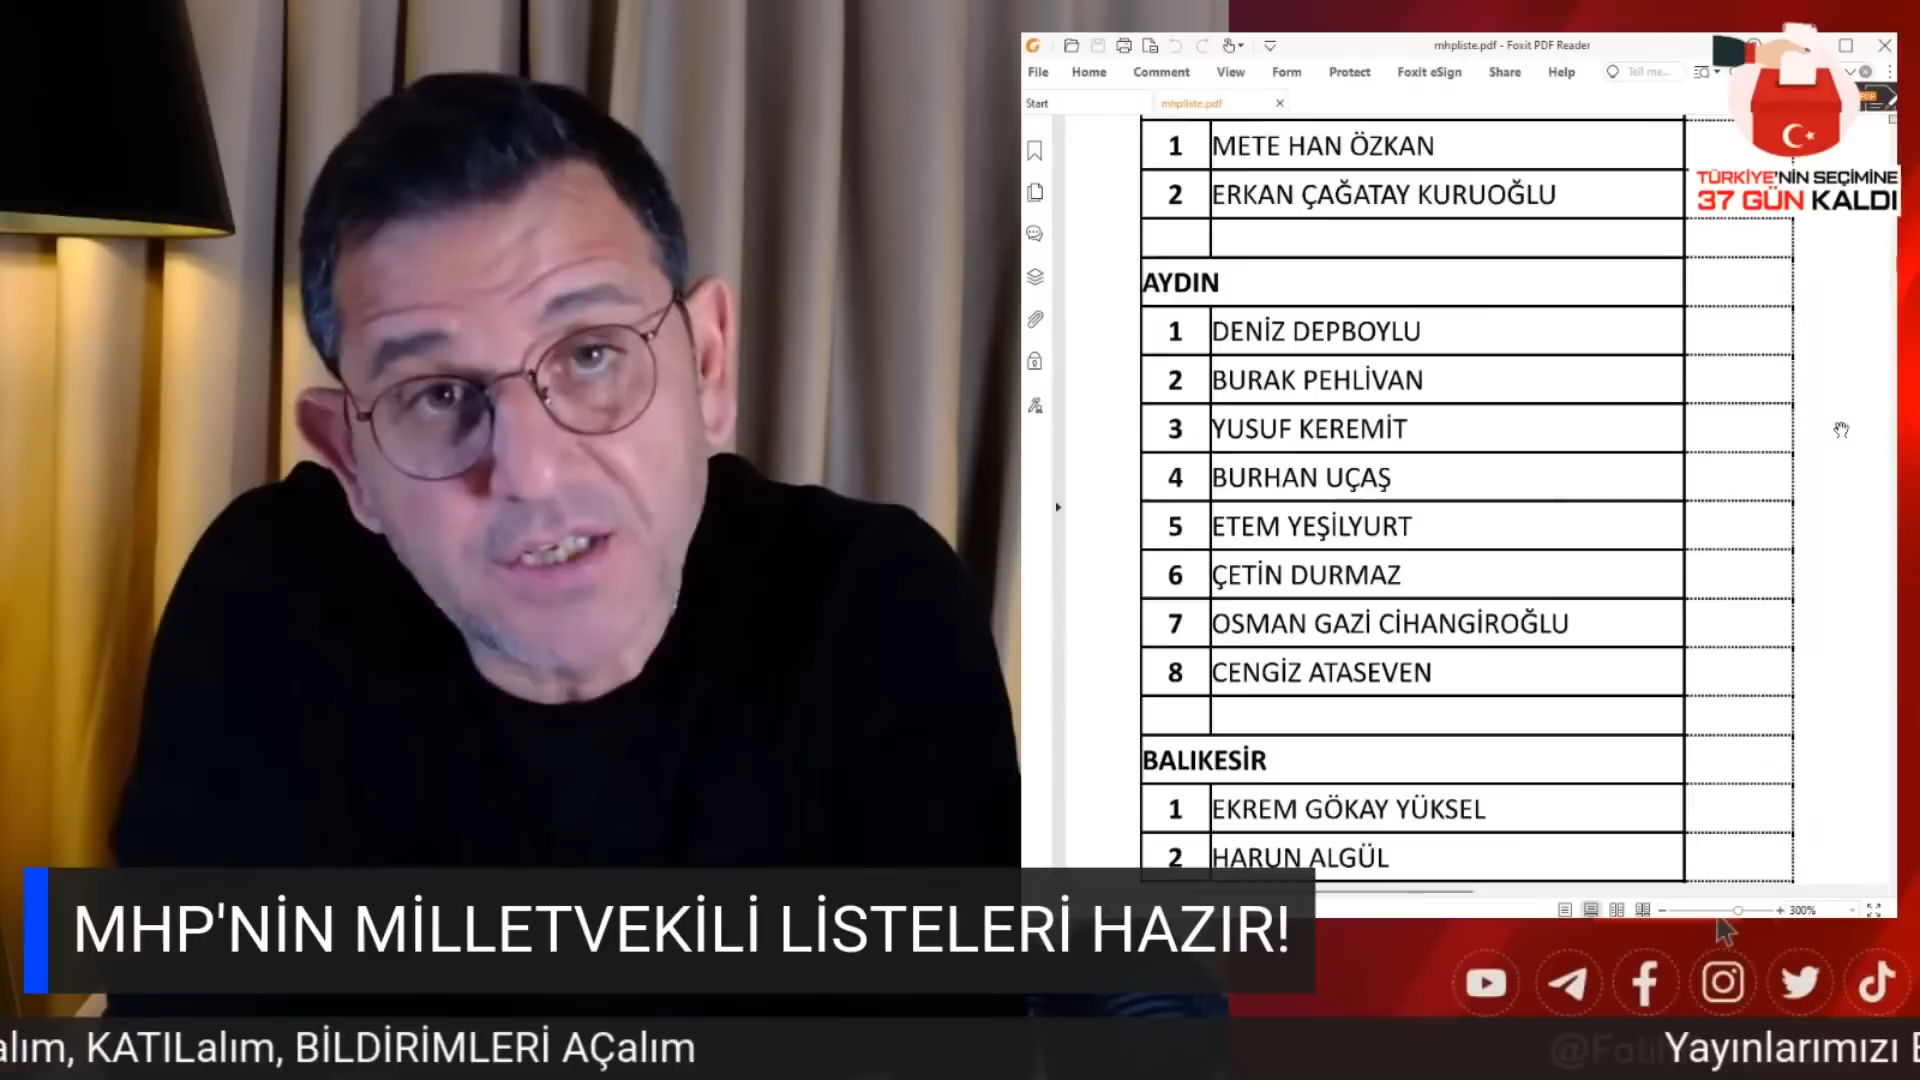 mhpliste.pdf - Foxit PDF Reader
File Home Comment View Form Protect Foxit eSign Share Help Tell me...
Start mhpliste.pdf
1 METE HAN ÖZKAN
2 ERKAN ÇAĞATAY KURUOĞLU
AYDIN
1 DENİZ DEPBOYLU
2 BURAK PEHLİVAN
3 YUSUF KEREMİT
4 BURHAN UÇAŞ
5 ETEM YEŞİLYURT
6 ÇETİN DURMAZ
7 OSMAN GAZİ CİHANGİROĞLU
8 CENGİZ ATASEVEN
BALIKESİR
1 EKREM GÖKAY YÜKSEL
2 HARUN ALGÜL
300%
TÜRKİYE'NİN SEÇİMİNE
37 GÜN KALDI
MHP'NİN MİLLETVEKİLİ LİSTELERİ HAZIR!
alım, KATILalım, BİLDİRİMLERİ AÇalım
Yayınlarımızı